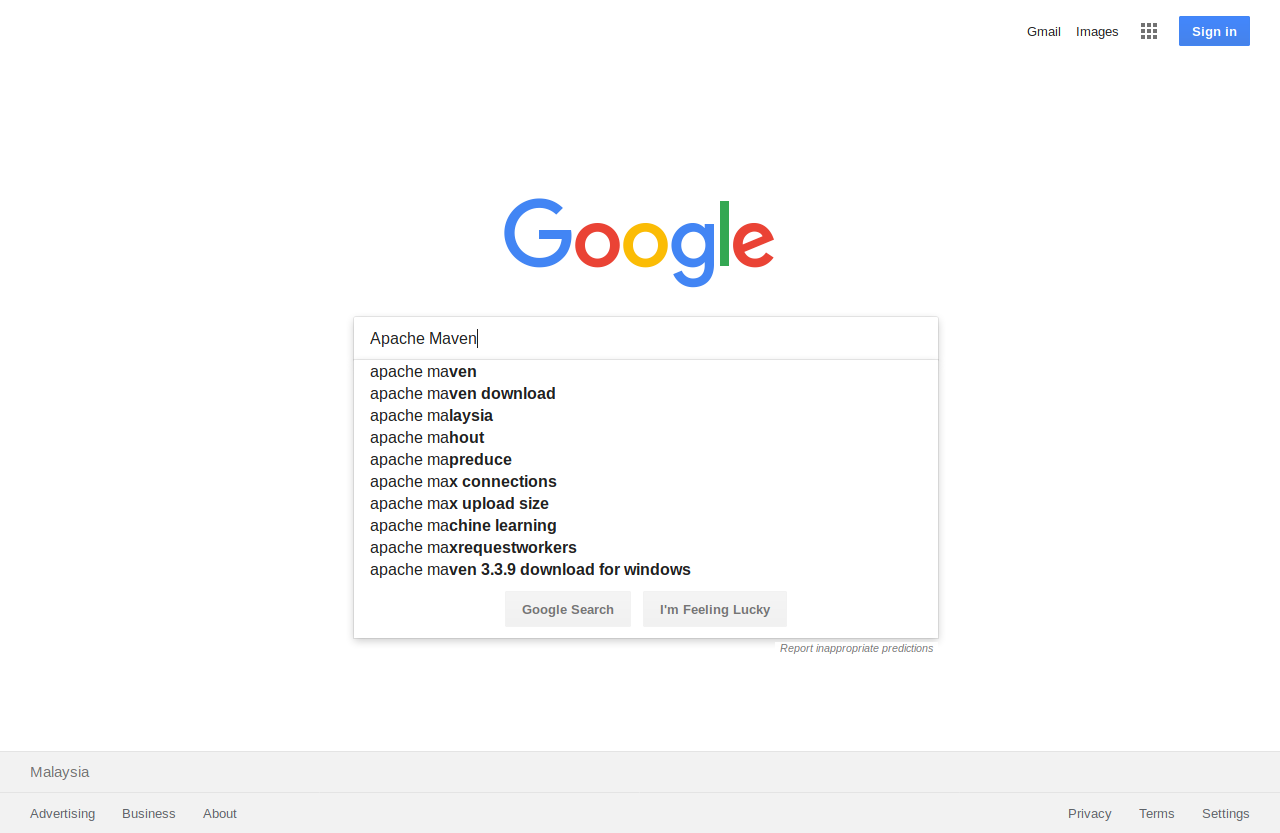 Gmail Images Sign in
Google
Apache Maven
apache maven
apache maven download
apache malaysia
apache mahout
apache mapreduce
apache max connections
apache max upload size
apache machine learning
apache maxrequestworkers
apache maven 3.3.9 download for windows
Google Search I'm Feeling Lucky
Report inappropriate predictions
Malaysia
Advertising Business About Privacy Terms Settings